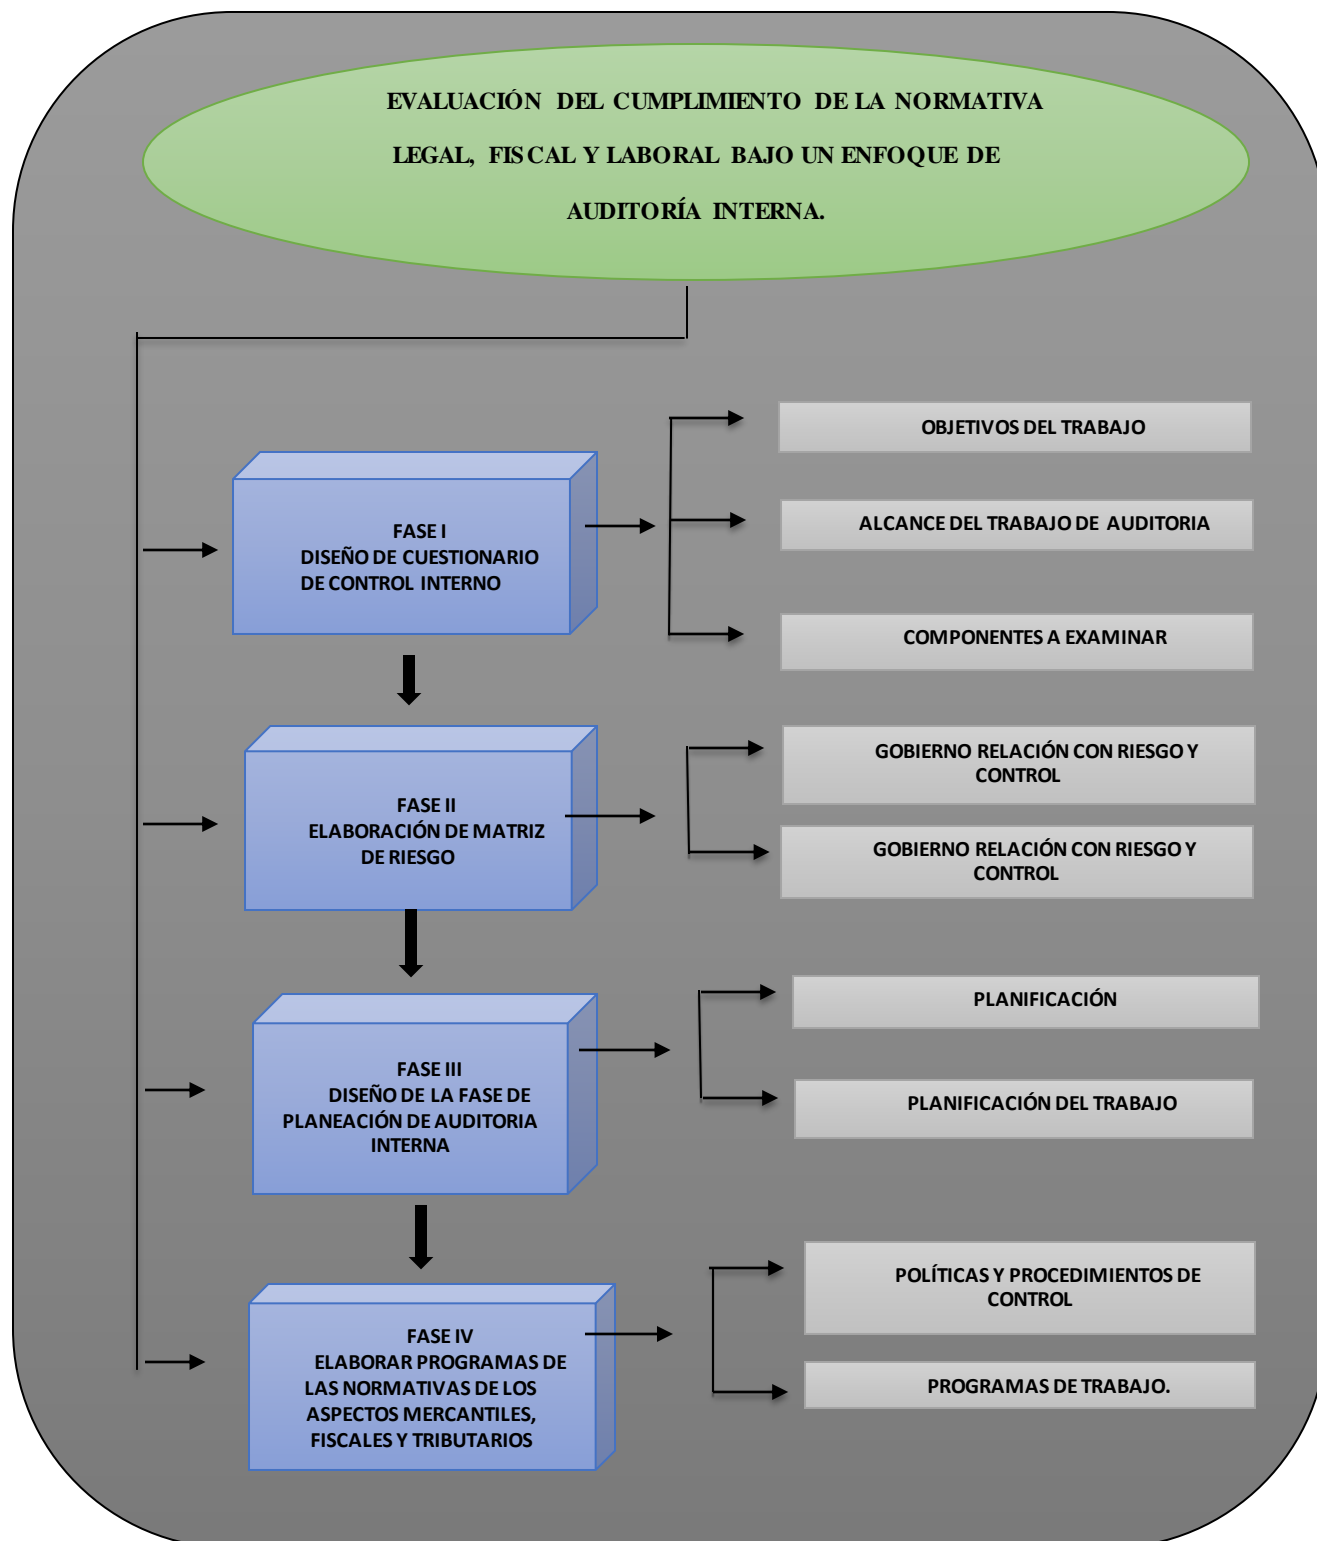 EVALUACIÓN DEL CUMPLIMIENTO DE LA NORMATIVA
LEGAL, FISCAL Y LABORAL BAJO UN ENFOQUE DE
AUDITORÍA INTERNA.
FASE I
DISEÑO DE CUESTIONARIO
DE CONTROL INTERNO
OBJETIVOS DEL TRABAJO
ALCANCE DEL TRABAJO DE AUDITORIA
COMPONENTES A EXAMINAR
FASE II
ELABORACIÓN DE MATRIZ
DE RIESGO
GOBIERNO RELACIÓN CON RIESGO Y
CONTROL
GOBIERNO RELACIÓN CON RIESGO Y
CONTROL
FASE III
DISEÑO DE LA FASE DE
PLANEACIÓN DE AUDITORIA
INTERNA
PLANIFICACIÓN
PLANIFICACIÓN DEL TRABAJO
FASE IV
ELABORAR PROGRAMAS DE
LAS NORMATIVAS DE LOS
ASPECTOS MERCANTILES,
FISCALES Y TRIBUTARIOS
POLÍTICAS Y PROCEDIMIENTOS DE
CONTROL
PROGRAMAS DE TRABAJO.